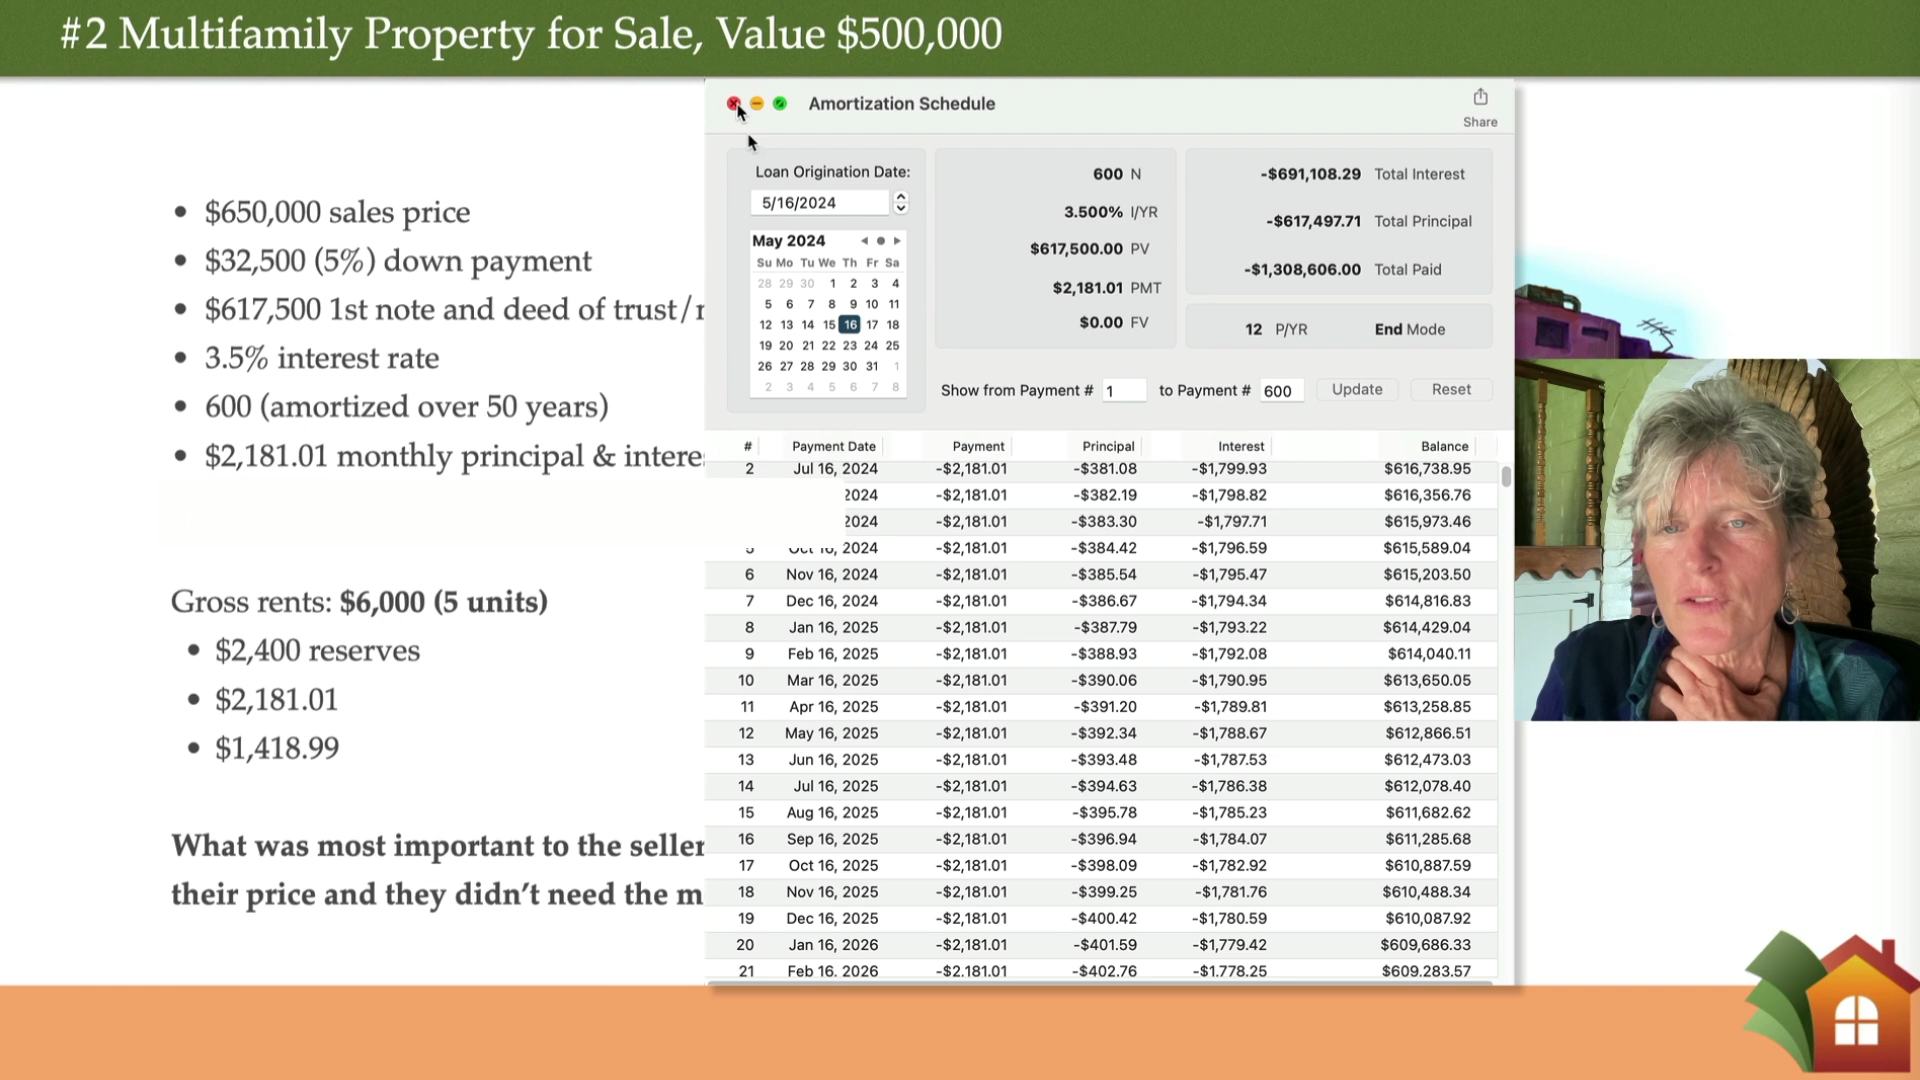 #2 Multifamily Property for Sale, Value $500,000
• $650,000 sales price
• $32,500 (5%) down payment
• $617,500 1st note and deed of trust/
• 3.5% interest rate
• 600 (amortized over 50 years)
• $2,181.01 monthly principal &
Gross rents: $6,000 (5 units)
• $2,400 reserves
• $2,181.01
• $1,418.99
What was most important to the seller
their price and they didn't need the
Amortization Schedule
Share
Loan Origination Date:
5/16/2024
May 2024
Su Mo Tu We Th Fr Sa
28 29 30 1 2 3 4
5 6 7 8 9 10 11
12 13 14 15 16 17 18
19 20 21 22 23 24 25
26 27 28 29 30 31 1
2 3 4 5 6 7 8
600 N
3.500% I/YR
$617,500.00 PV
$2,181.01 PMT
$0.00 FV
-$691,108.29 Total Interest
-$617,497.71 Total Principal
-$1,308,606.00 Total Paid
12 P/YR End Mode
Show from Payment # 1 to Payment # 600 Update Reset
# Payment Date Payment Principal Interest Balance
2 Jul 16, 2024 -$2,181.01 -$381.08 -$1,799.93 $616,738.95
2024 -$2,181.01 -$382.19 -$1,798.82 $616,356.76
2024 -$2,181.01 -$383.30 -$1,797.71 $615,973.46
5 Oct 16, 2024 -$2,181.01 -$384.42 -$1,796.59 $615,589.04
6 Nov 16, 2024 -$2,181.01 -$385.54 -$1,795.47 $615,203.50
7 Dec 16, 2024 -$2,181.01 -$386.67 -$1,794.34 $614,816.83
8 Jan 16, 2025 -$2,181.01 -$387.79 -$1,793.22 $614,429.04
9 Feb 16, 2025 -$2,181.01 -$388.93 -$1,792.08 $614,040.11
10 Mar 16, 2025 -$2,181.01 -$390.06 -$1,790.95 $613,650.05
11 Apr 16, 2025 -$2,181.01 -$391.20 -$1,789.81 $613,258.85
12 May 16, 2025 -$2,181.01 -$392.34 -$1,788.67 $612,866.51
13 Jun 16, 2025 -$2,181.01 -$393.48 -$1,787.53 $612,473.03
14 Jul 16, 2025 -$2,181.01 -$394.63 -$1,786.38 $612,078.40
15 Aug 16, 2025 -$2,181.01 -$395.78 -$1,785.23 $611,682.62
16 Sep 16, 2025 -$2,181.01 -$396.94 -$1,784.07 $611,285.68
17 Oct 16, 2025 -$2,181.01 -$398.09 -$1,782.92 $610,887.59
18 Nov 16, 2025 -$2,181.01 -$399.25 -$1,781.76 $610,488.34
19 Dec 16, 2025 -$2,181.01 -$400.42 -$1,780.59 $610,087.92
20 Jan 16, 2026 -$2,181.01 -$401.59 -$1,779.42 $609,686.33
21 Feb 16, 2026 -$2,181.01 -$402.76 -$1,778.25 $609,283.57